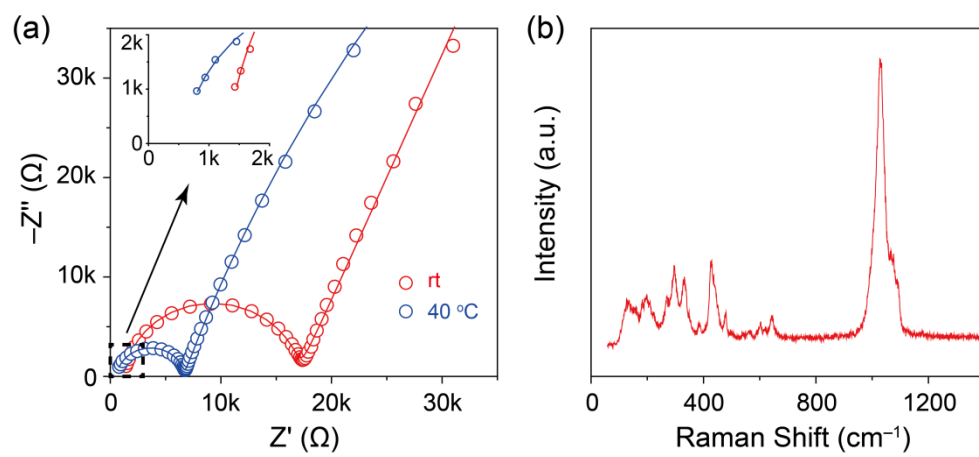 (a)
30k
20k
10k
0
−Z″ (Ω)
2k
1k
0
0 1k 2k
rt
40 °C
0 10k 20k 30k
Z' (Ω)
(b)
Intensity (a.u.)
0 400 800 1200
Raman Shift (cm⁻¹)